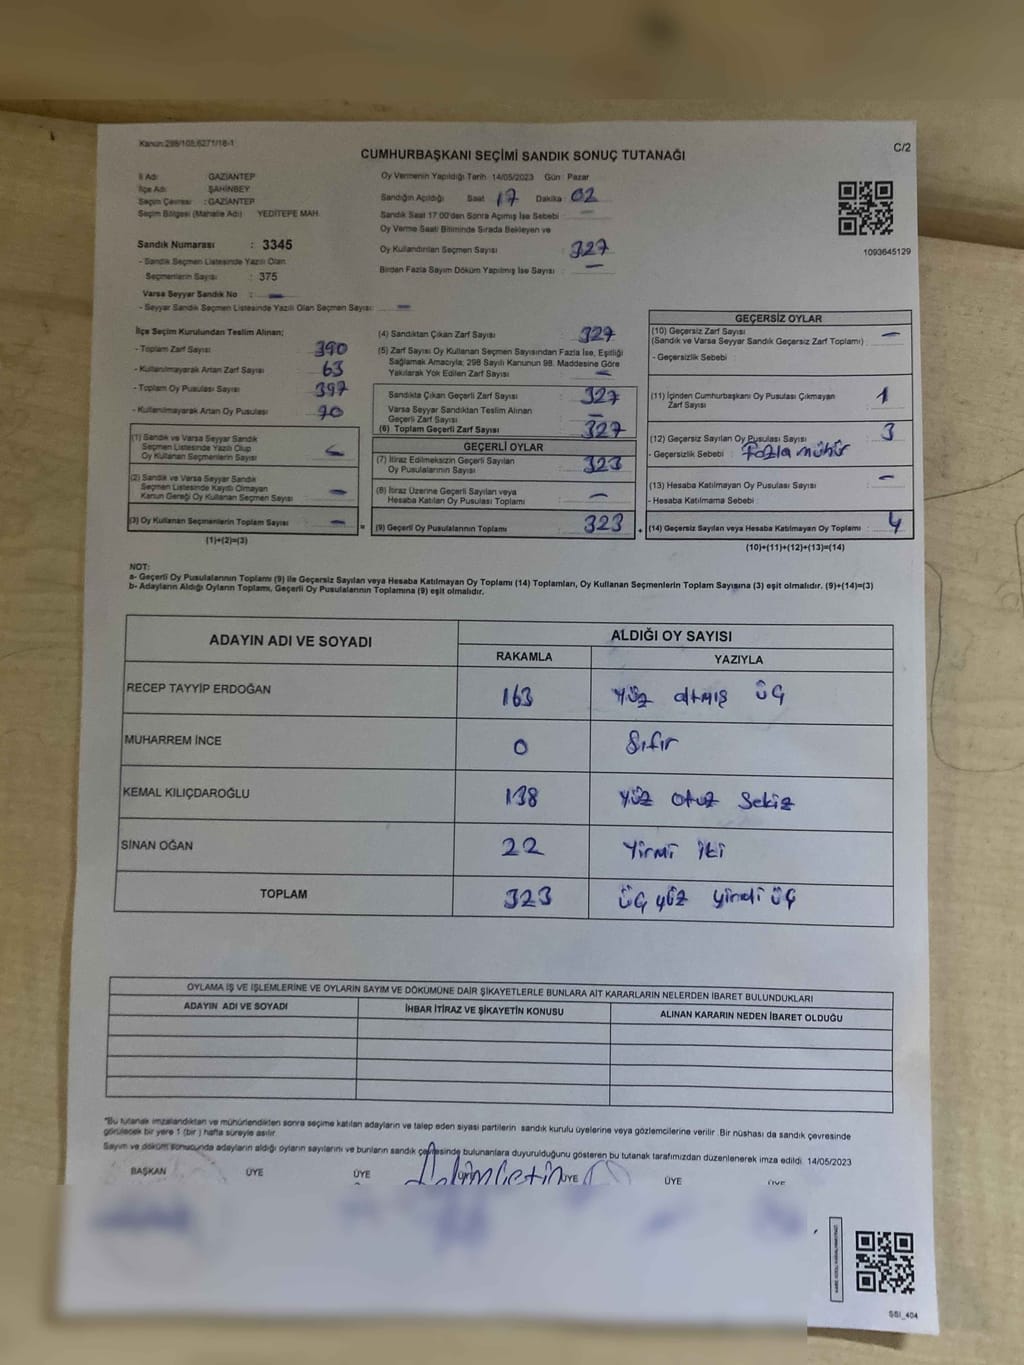 Kanun:298/105;6271/18-1
C/2
CUMHURBAŞKANI SEÇİMİ SANDIK SONUÇ TUTANAĞI
İl Adı: GAZİANTEP
İlçe Adı: ŞAHİNBEY
Seçim Çevresi : GAZİANTEP
Seçim Bölgesi (Mahalle Adı) YEDİTEPE MAH.
Sandık Numarası : 3345
- Sandık Seçmen Listesinde Yazılı Olan
Seçmenlerin Sayısı : 375
Varsa Seyyar Sandık No : -
- Seyyar Sandık Seçmen Listesinde Yazılı Olan Seçmen Sayısı: -
Oy Vermenin Yapıldığı Tarih 14/05/2023 Gün : Pazar
Sandığın Açıldığı Saat 17 Dakika 02
Sandık Saat 17.00'den Sonra Açımış İse Sebebi : -
Oy Verme Saati Bitiminde Sırada Bekleyen ve
Oy Kullandırılan Seçmen Sayısı : 327
Birden Fazla Sayım Döküm Yapılmış İse Sayısı : -
1093645129
İlçe Seçim Kurulundan Teslim Alınan;
- Toplam Zarf Sayısı 390
- Kullanılmayarak Artan Zarf Sayısı 63
- Toplam Oy Pusulası Sayısı 397
- Kullanılmayarak Artan Oy Pusulası 70
(1) Sandık ve Varsa Seyyar Sandık
Seçmen Listesinde Yazılı Olup
Oy Kullanan Seçmenlerin Sayısı -
(2) Sandık ve Varsa Seyyar Sandık
Seçmen Listesinde Kayıtlı Olmayan
Kanun Gereği Oy Kullanan Seçmen Sayısı -
(3) Oy Kullanan Seçmenlerin Toplam Sayısı -
(1)+(2)=(3)
(4) Sandıktan Çıkan Zarf Sayısı : 327
(5) Zarf Sayısı Oy Kullanan Seçmen Sayısından Fazla İse, Eşitliği
Sağlamak Amacıyla; 298 Sayılı Kanunun 98. Maddesine Göre
Yakılarak Yok Edilen Zarf Sayısı -
Sandıkta Çıkan Geçerli Zarf Sayısı : 327
Varsa Seyyar Sandıktan Teslim Alınan
Geçerli Zarf Sayısı : -
(6) Toplam Geçerli Zarf Sayısı : 327
GEÇERLİ OYLAR
(7) İtiraz Edilmeksizin Geçerli Sayılan
Oy Pusulalarının Sayısı : 323
(8) İtiraz Üzerine Geçerli Sayılan veya
Hesaba Katılan Oy Pusulası Toplamı : -
= (9) Geçerli Oy Pusulalarının Toplamı : 323 +
GEÇERSİZ OYLAR
(10) Geçersiz Zarf Sayısı : -
(Sandık ve Varsa Seyyar Sandık Geçersiz Zarf Toplamı)
- Geçersizlik Sebebi :
(11) İçinden Cumhurbaşkanı Oy Pusulası Çıkmayan
Zarf Sayısı : 1
(12) Geçersiz Sayılan Oy Pusulası Sayısı : 3
- Geçersizlik Sebebi : Fazla mühür
(13) Hesaba Katılmayan Oy Pusulası Sayısı : -
- Hesaba Katılmama Sebebi :
(14) Geçersiz Sayılan veya Hesaba Katılmayan Oy Toplamı : 4
(10)+(11)+(12)+(13)=(14)
NOT:
a- Geçerli Oy Pusulalarının Toplamı (9) ile Geçersiz Sayılan veya Hesaba Katılmayan Oy Toplamı (14) Toplamları, Oy Kullanan Seçmenlerin Toplam Sayısına (3) eşit olmalıdır. (9)+(14)=(3)
b- Adayların Aldığı Oyların Toplamı, Geçerli Oy Pusulalarının Toplamına (9) eşit olmalıdır.
ADAYIN ADI VE SOYADI ALDIĞI OY SAYISI
RAKAMLA YAZIYLA
RECEP TAYYİP ERDOĞAN 163 Yüz altmış üç
MUHARREM İNCE 0 Sıfır
KEMAL KILIÇDAROĞLU 138 Yüz otuz sekiz
SİNAN OĞAN 22 Yirmi iki
TOPLAM 323 üç yüz yirmi üç
OYLAMA İŞ VE İŞLEMLERİNE VE OYLARIN SAYIM VE DÖKÜMÜNE DAİR ŞİKAYETLERLE BUNLARA AİT KARARLARIN NELERDEN İBARET BULUNDUKLARI
ADAYIN ADI VE SOYADI İHBAR İTİRAZ VE ŞİKAYETİN KONUSU ALINAN KARARIN NEDEN İBARET OLDUĞU
*Bu tutanak imzalandıktan ve mühürlendikten sonra seçime katılan adayların ve talep eden siyasi partilerin sandık kurulu üyelerine veya gözlemcilerine verilir. Bir nüshası da sandık çevresinde
görülecek bir yere 1 (bir ) hafta süreyle asılır.
Sayım ve döküm sonucunda adayların aldığı oyların sayılarını ve bunların sandık çevresinde bulunanlara duyurulduğunu gösteren bu tutanak tarafımızdan düzenlenerek imza edildi. 14/05/2023
BAŞKAN ÜYE ÜYE ÜYE ÜYE ÜYE ÜYE
SSI_404